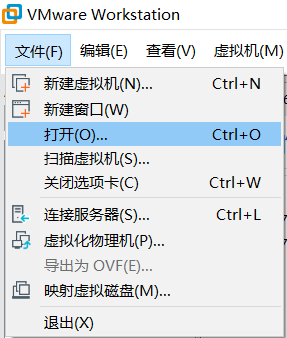 VMware Workstation
文件(F) 编辑(E) 查看(V) 虚拟机(M)
新建虚拟机(N)... Ctrl+N
新建窗口(W)
打开(O)... Ctrl+O
扫描虚拟机(S)...
关闭选项卡(C) Ctrl+W
连接服务器(S)... Ctrl+L
虚拟化物理机(P)...
导出为 OVF(E)...
映射虚拟磁盘(M)...
退出(X)